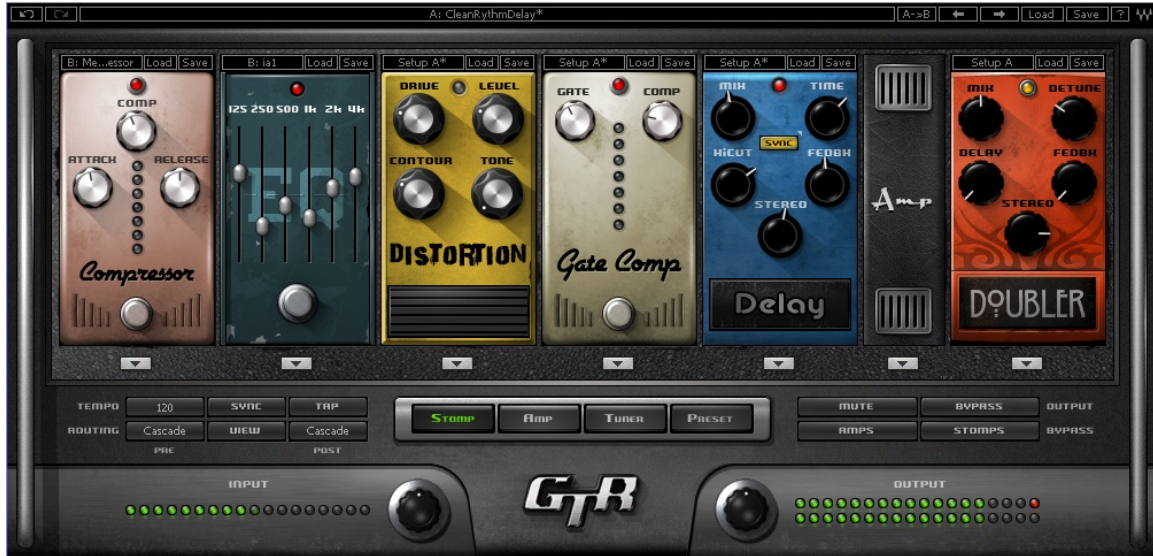 A: CleanRythmDelay* A->B Load Save ?
B: Me...essor Load Save B: ia1 Load Save Setup A* Load Save Setup A* Load Save Setup A* Load Save Setup A Load Save
COMP
ATTACK RELEASE
Compressor
125 250 500 1k 2k 4k
EQ
DRIVE LEVEL
CONTOUR TONE
DISTORTION
GATE COMP
Gate Comp
MIX TIME
SYNC
HiCUT FEDBK
STEREO
Delay
Amp
MIX DETUNE
DELAY FEDBK
STEREO
DOUBLER
TEMPO 120 SYNC TAP
ROUTING Cascade VIEW Cascade
PRE POST
STOMP AMP TUNER PRESET
MUTE BYPASS OUTPUT
AMPS STOMPS BYPASS
INPUT
GTR
OUTPUT